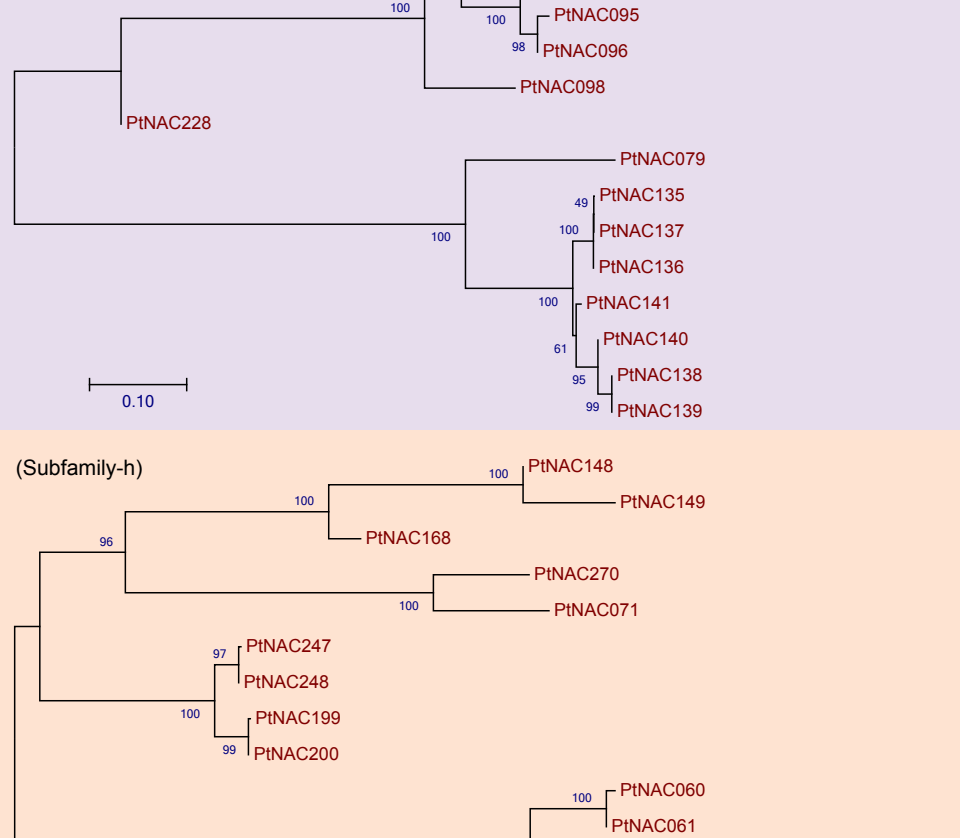 100
PtNAC095
100
98
PtNAC096
PtNAC098
PtNAC228
PtNAC079
PtNAC135
49
100
PtNAC137
100
PtNAC136
100
PtNAC141
PtNAC140
61
95
PtNAC138
99
PtNAC139
0.10
(Subfamily-h)
PtNAC148
100
100
PtNAC149
PtNAC168
96
PtNAC270
100
PtNAC071
PtNAC247
97
PtNAC248
100
PtNAC199
99
PtNAC200
PtNAC060
100
PtNAC061